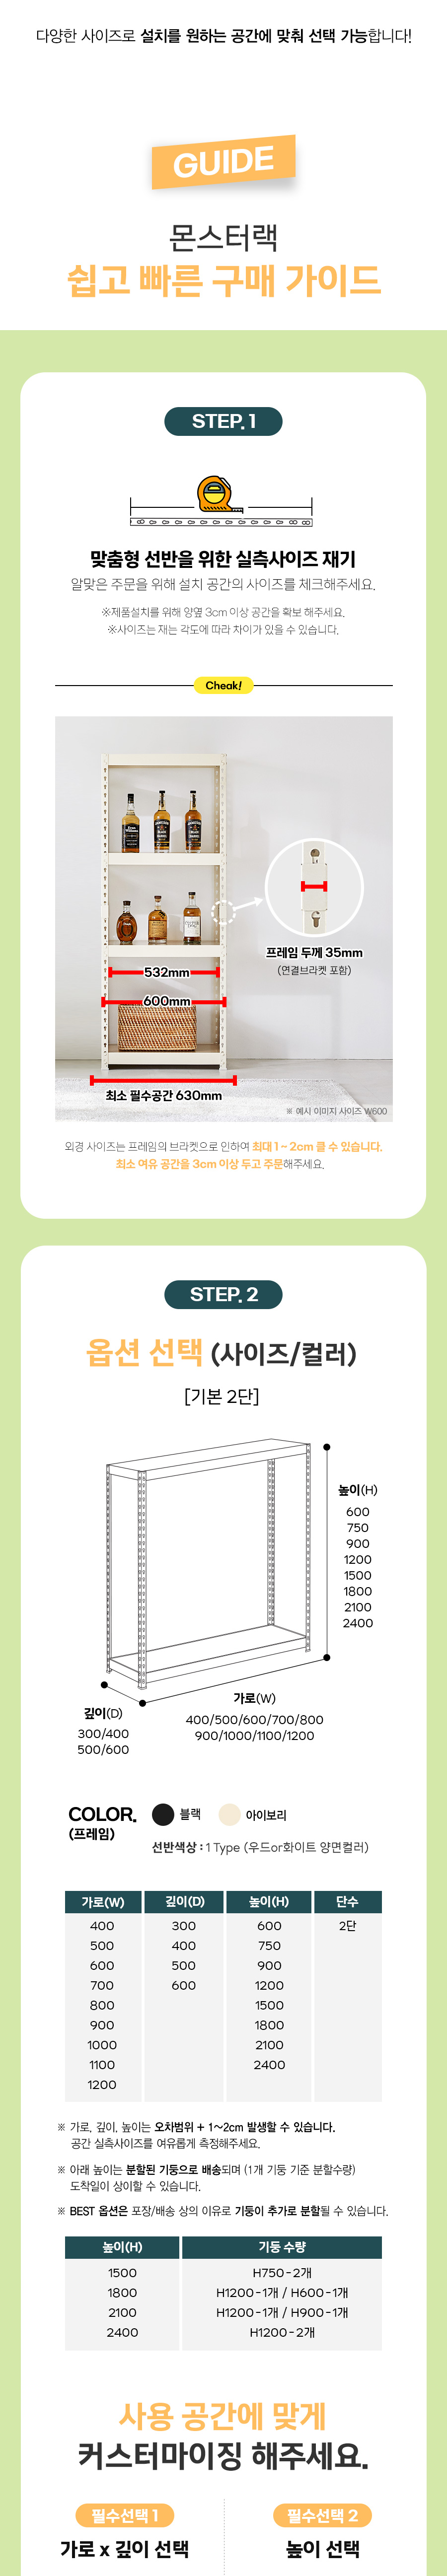 다양한 사이즈로 설치를 원하는 공간에 맞춰 선택 가능합니다!
GUIDE
몬스터랙
쉽고 빠른 구매 가이드
STEP. 1
맞춤형 선반을 위한 실측사이즈 재기
알맞은 주문을 위해 설치 공간의 사이즈를 체크해주세요.
※제품설치를 위해 양옆 3cm 이상 공간을 확보 해주세요.
※사이즈는 재는 각도에 따라 차이가 있을 수 있습니다.
Cheak!
프레임 두께 35mm
(연결브라켓 포함)
532mm
600mm
최소 필수공간 630mm
※ 예시 이미지 사이즈 W600
외경 사이즈는 프레임의 브라켓으로 인하여 최대 1 ~ 2cm 클 수 있습니다.
최소 여유 공간을 3cm 이상 두고 주문해주세요.
STEP. 2
옵션 선택 (사이즈/컬러)
[기본 2단]
높이(H)
600
750
900
1200
1500
1800
2100
2400
가로(W)
400/500/600/700/800
900/1000/1100/1200
깊이(D)
300/400
500/600
COLOR.
(프레임)
블랙
아이보리
선반색상 : 1 Type (우드or화이트 양면컬러)
가로(W) 깊이(D) 높이(H) 단수
400 300 600 2단
500 400 750
600 500 900
700 600 1200
800 1500
900 1800
1000 2100
1100 2400
1200
※ 가로, 깊이, 높이는 오차범위 + 1~2cm 발생할 수 있습니다.
공간 실측사이즈를 여유롭게 측정해주세요.
※ 아래 높이는 분할된 기둥으로 배송되며 (1개 기둥 기준 분할수량)
도착일이 상이할 수 있습니다.
※ BEST 옵션은 포장/배송 상의 이유로 기둥이 추가로 분할될 수 있습니다.
높이(H) 기둥 수량
1500 H750-2개
1800 H1200-1개 / H600-1개
2100 H1200-1개 / H900-1개
2400 H1200-2개
사용 공간에 맞게
커스터마이징 해주세요.
필수선택 1
가로 x 깊이 선택
필수선택 2
높이 선택